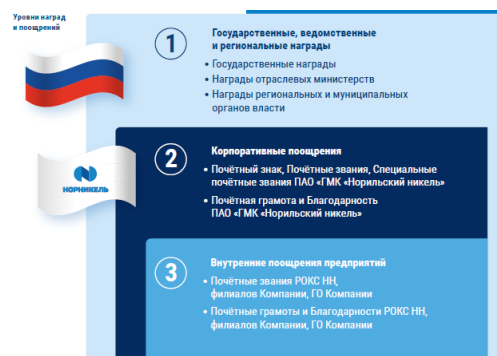 Уровни наград
и поощрений
1
Государственные, ведомственные
и региональные награды
• Государственные награды
• Награды отраслевых министерств
• Награды региональных и муниципальных
органов власти
НОРНИКЕЛЬ
2
Корпоративные поощрения
• Почётный знак, Почётные звания, Специальные
почётные звания ПАО «ГМК «Норильский никель»
• Почётная грамота и Благодарность
ПАО «ГМК «Норильский никель»
3
Внутренние поощрения предприятий
• Почётные звания РОКС НН,
филиалов Компании, ГО Компании
• Почётные грамоты и Благодарности РОКС НН,
филиалов Компании, ГО Компании